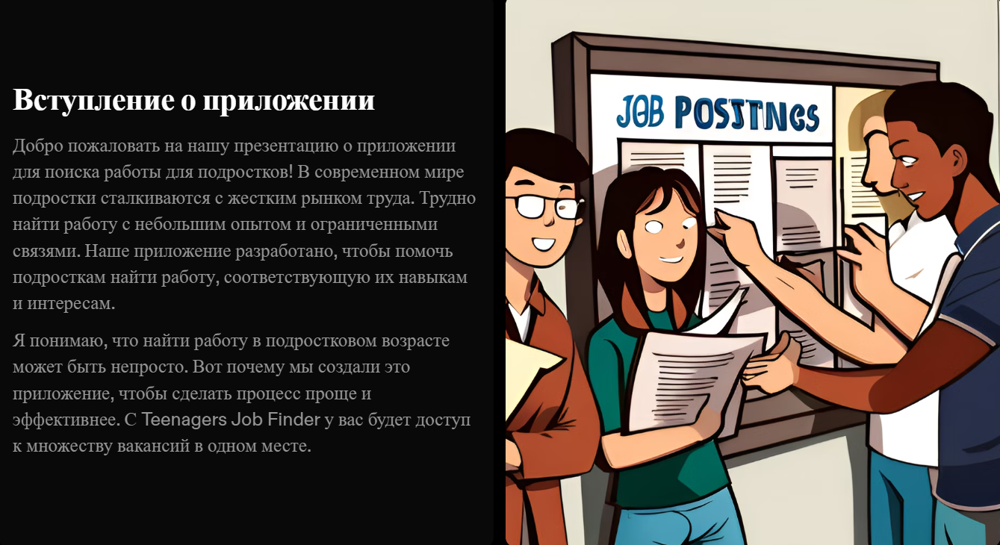 Вступление о приложении
Добро пожаловать на нашу презентацию о приложении
для поиска работы для подростков! В современном мире
подростки сталкиваются с жестким рынком труда. Трудно
найти работу с небольшим опытом и ограниченными
связями. Наше приложение разработано, чтобы помочь
подросткам найти работу, соответствующую их навыкам
и интересам.
Я понимаю, что найти работу в подростковом возрасте
может быть непросто. Вот почему мы создали это
приложение, чтобы сделать процесс проще и
эффективнее. С Teenagers Job Finder у вас будет доступ
к множеству вакансий в одном месте.
JOB POSTINGS